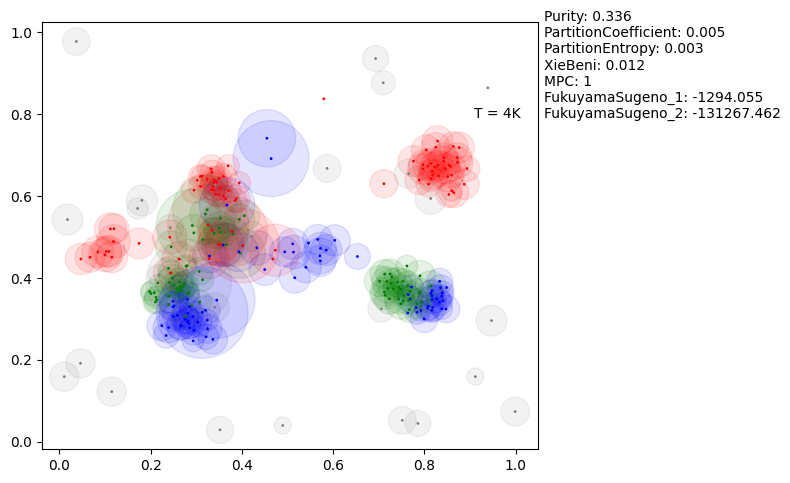 Purity: 0.336
PartitionCoefficient: 0.005
PartitionEntropy: 0.003
XieBeni: 0.012
MPC: 1
FukuyamaSugeno_1: -1294.055
FukuyamaSugeno_2: -131267.462
T = 4K
1.0
0.8
0.6
0.4
0.2
0.0
0.0 0.2 0.4 0.6 0.8 1.0